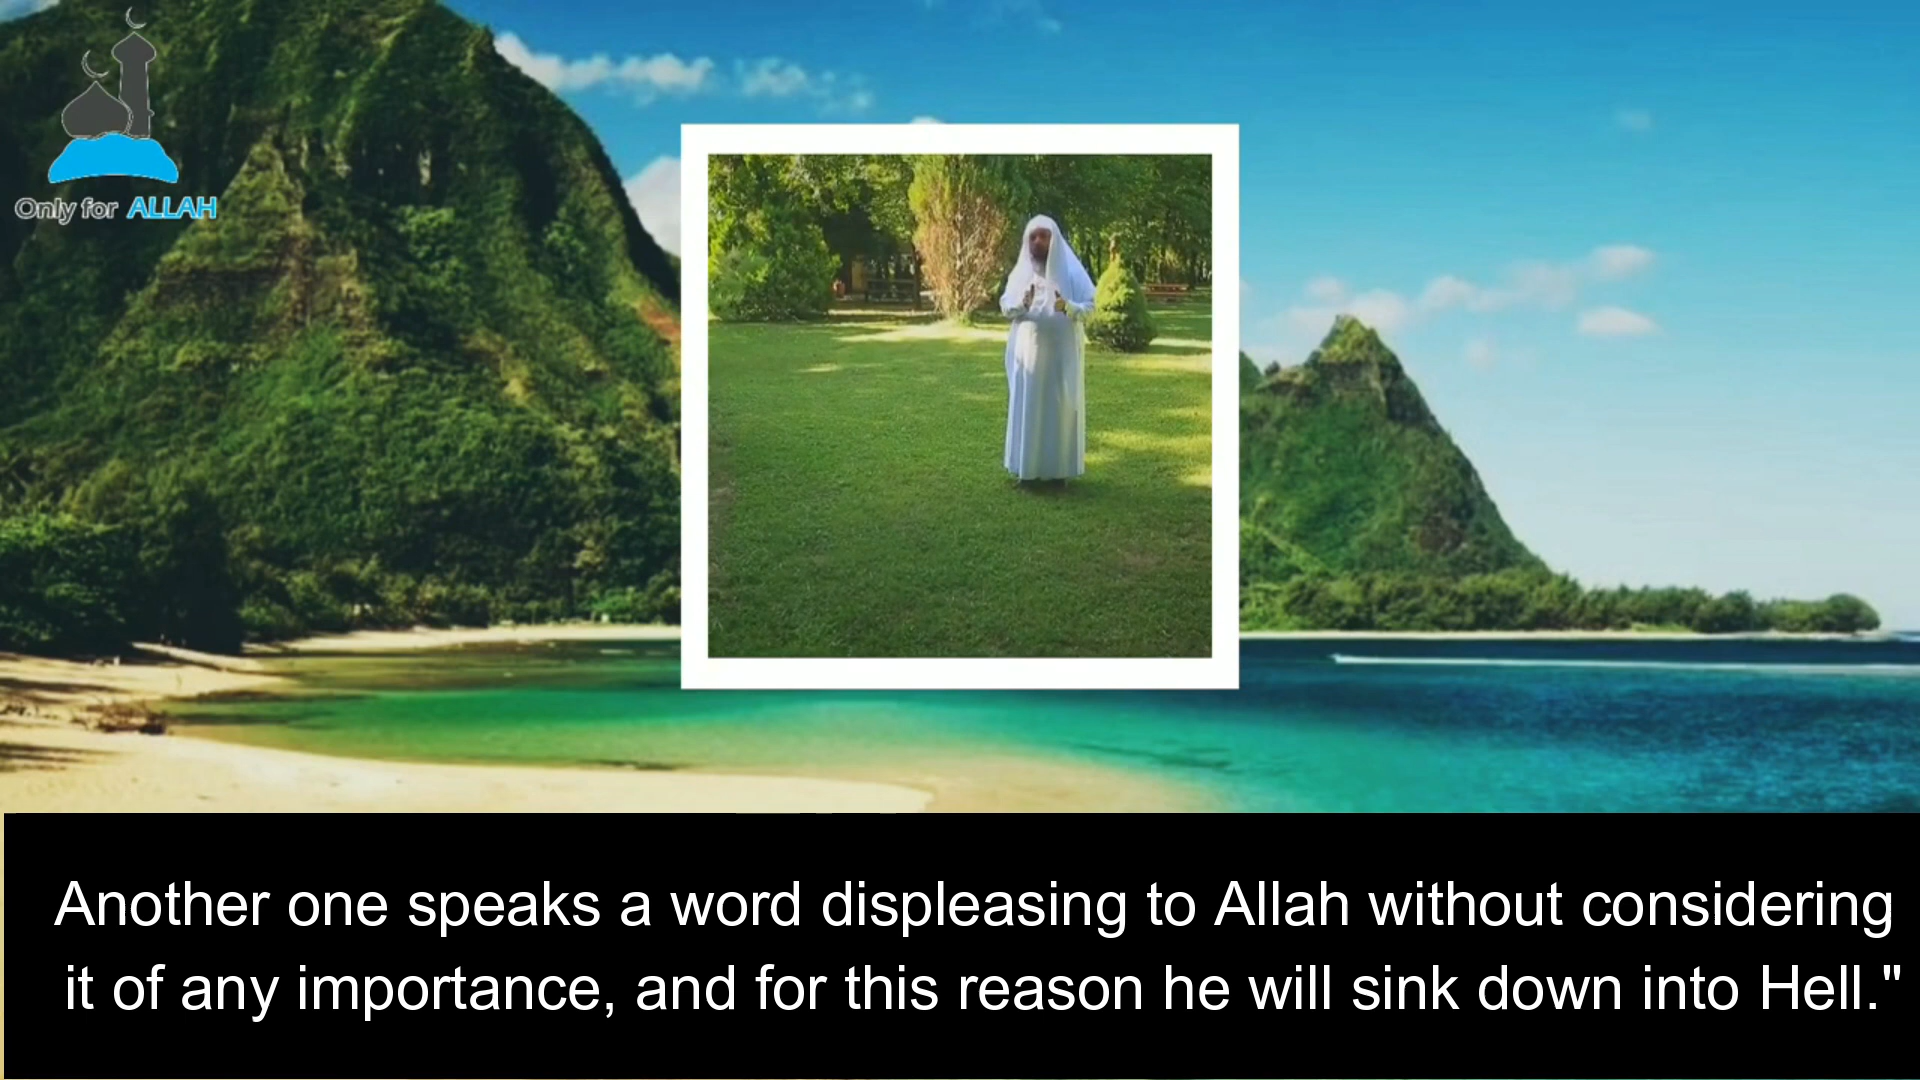 Only for ALLAH
Another one speaks a word displeasing to Allah without considering
it of any importance, and for this reason he will sink down into Hell."